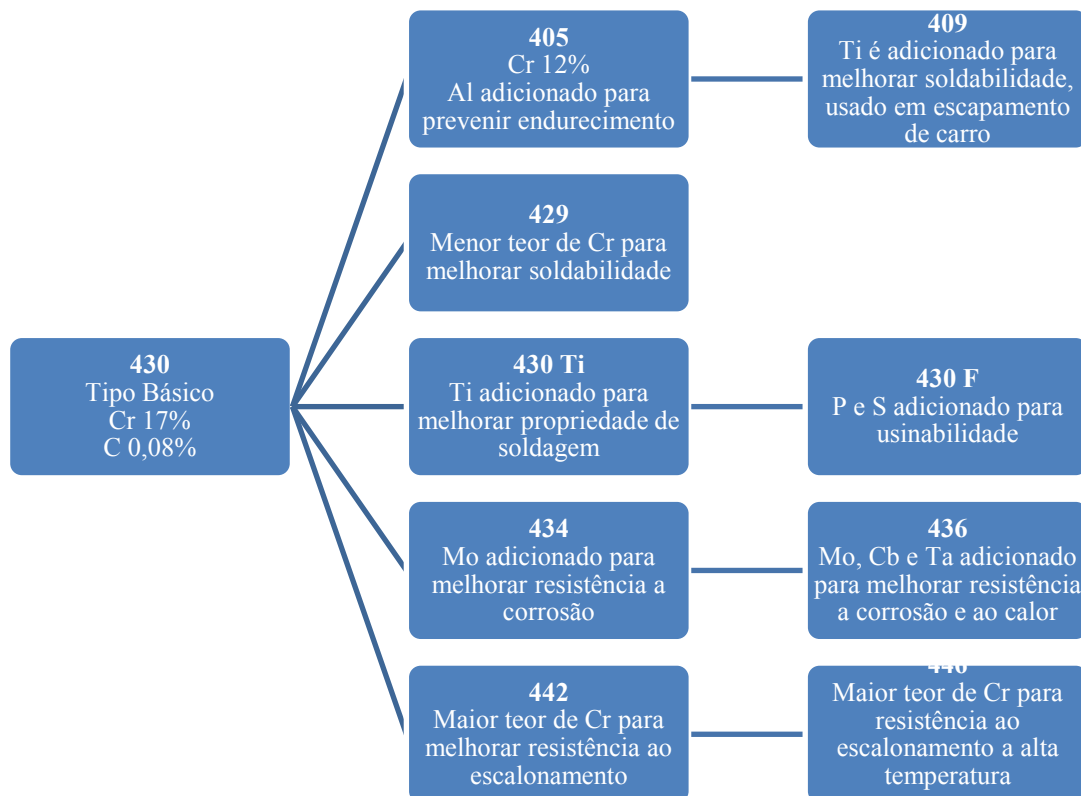 405
Cr 12%
Al adicionado para
prevenir endurecimento
409
Ti é adicionado para
melhorar soldabilidade,
usado em escapamento
de carro
429
Menor teor de Cr para
melhorar soldabilidade
430
Tipo Básico
Cr 17%
C 0,08%
430 Ti
Ti adicionado para
melhorar propriedade de
soldagem
430 F
P e S adicionado para
usinabilidade
434
Mo adicionado para
melhorar resistência a
corrosão
436
Mo, Cb e Ta adicionado
para melhorar resistência
a corrosão e ao calor
442
Maior teor de Cr para
melhorar resistência ao
escalonamento
446
Maior teor de Cr para
resistência ao
escalonamento a alta
temperatura